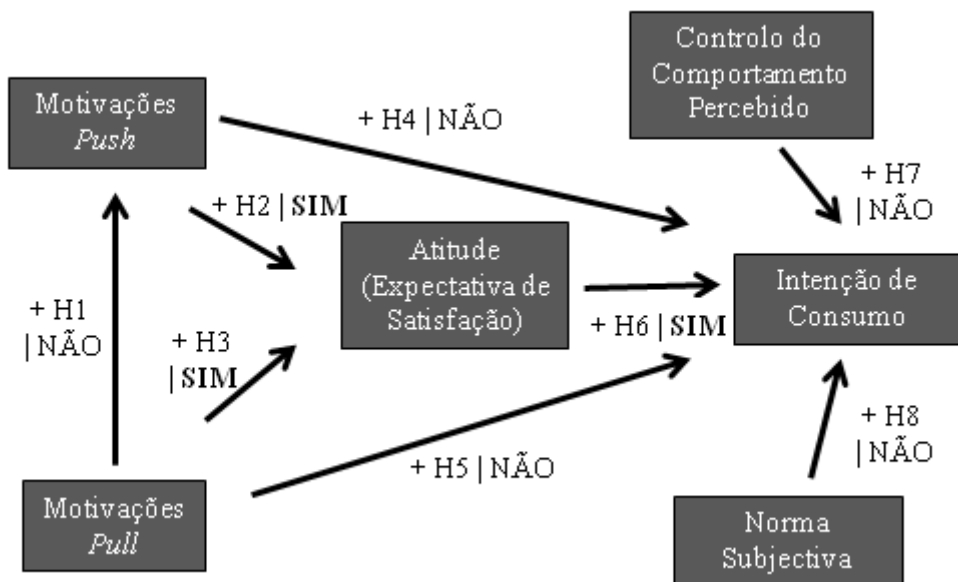 Motivações
Push
+ H4 | NÃO
Controlo do
Comportamento
Percebido
+ H7
| NÃO
+ H2 | SIM
Atitude
(Expectativa de
Satisfação)
Intenção de
Consumo
+ H1
| NÃO
+ H3
| SIM
+ H6 | SIM
+ H5 | NÃO
+ H8
| NÃO
Motivações
Pull
Norma
Subjectiva